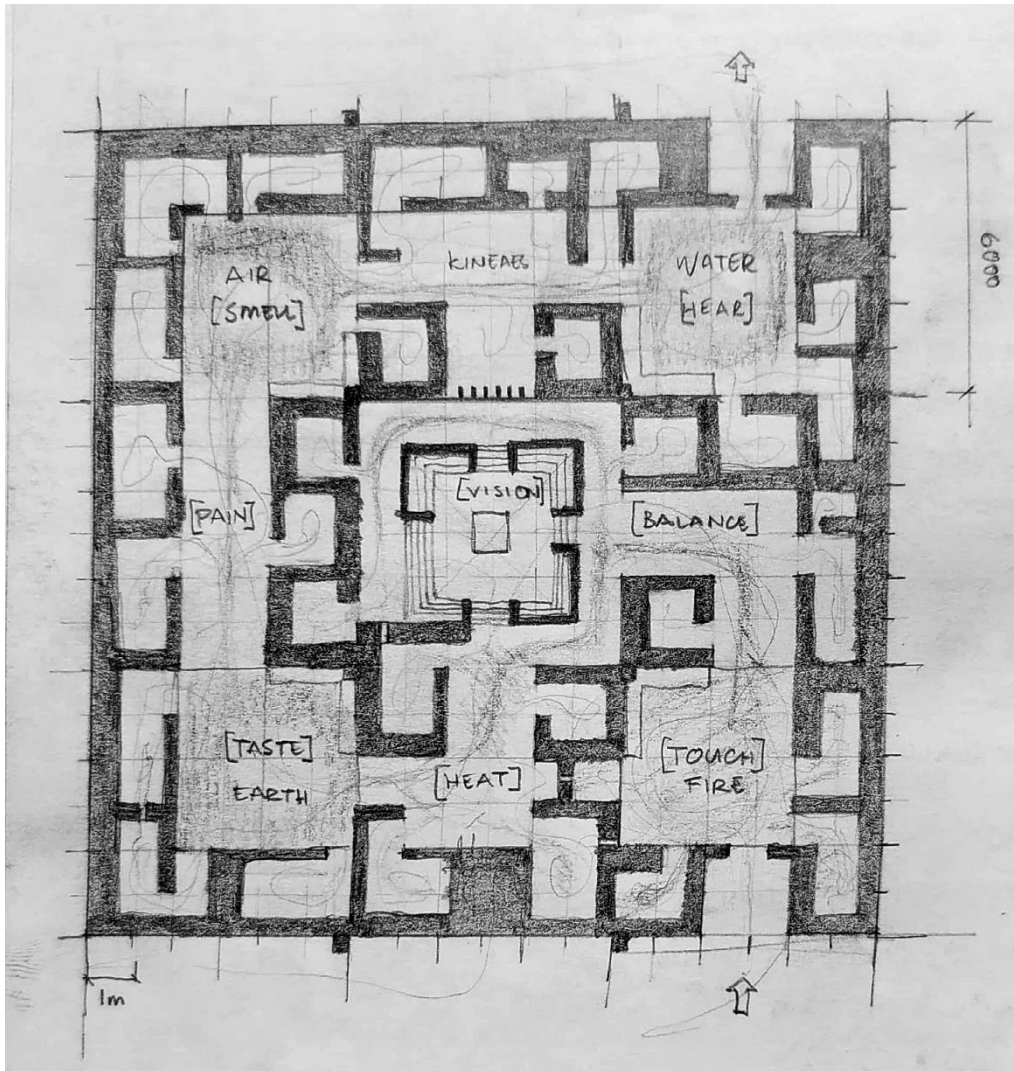 AIR
[SMELL]
KINEAES
WATER
[HEAR]
6000
[VISION]
[PAIN]
[BALANCE]
[TASTE]
EARTH
[HEAT]
[TOUCH]
FIRE
1m